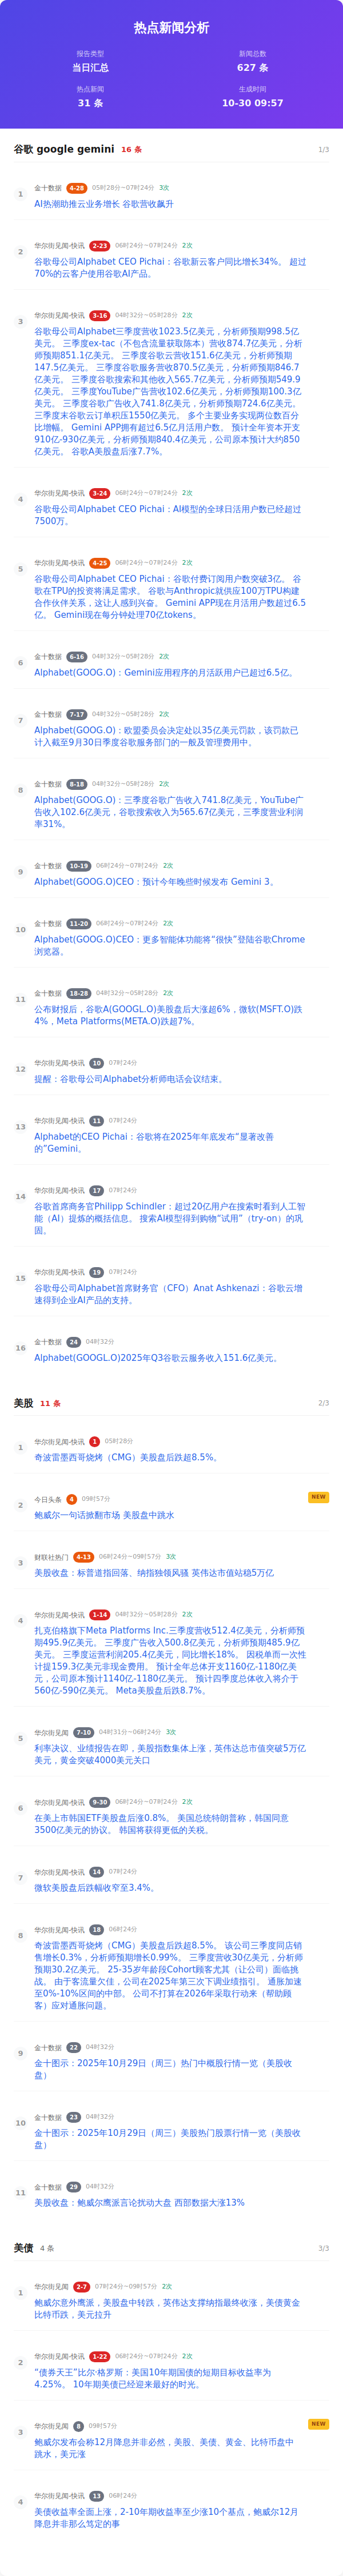 热点新闻分析
报告类型
当日汇总
新闻总数
627 条
热点新闻
31 条
生成时间
10-30 09:57
谷歌 google gemini 16 条 1/3
1
金十数据 4-28 05时28分~07时24分 3次
AI热潮助推云业务增长 谷歌营收飙升
2
华尔街见闻-快讯 2-23 06时24分~07时24分 2次
谷歌母公司Alphabet CEO Pichai：谷歌新云客户同比增长34%。 超过
70%的云客户使用谷歌AI产品。
3
华尔街见闻-快讯 3-16 04时32分~05时28分 2次
谷歌母公司Alphabet三季度营收1023.5亿美元，分析师预期998.5亿
美元。 三季度ex-tac（不包含流量获取陈本）营收874.7亿美元，分析
师预期851.1亿美元。 三季度谷歌云营收151.6亿美元，分析师预期
147.5亿美元。 三季度谷歌服务营收870.5亿美元，分析师预期846.7
亿美元。 三季度谷歌搜索和其他收入565.7亿美元，分析师预期549.9
亿美元。 三季度YouTube广告营收102.6亿美元，分析师预期100.3亿
美元。 三季度谷歌广告收入741.8亿美元，分析师预期724.6亿美元。
三季度末谷歌云订单积压1550亿美元。 多个主要业务实现两位数百分
比增幅。 Gemini APP拥有超过6.5亿月活用户数。 预计全年资本开支
910亿-930亿美元，分析师预期840.4亿美元，公司原本预计大约850
亿美元。 谷歌A美股盘后涨7.7%。
4
华尔街见闻-快讯 3-24 06时24分~07时24分 2次
谷歌母公司Alphabet CEO Pichai：AI模型的全球日活用户数已经超过
7500万。
5
华尔街见闻-快讯 4-25 06时24分~07时24分 2次
谷歌母公司Alphabet CEO Pichai：谷歌付费订阅用户数突破3亿。 谷
歌在TPU的投资将满足需求。 谷歌与Anthropic就供应100万TPU构建
合作伙伴关系，这让人感到兴奋。 Gemini APP现在月活用户数超过6.5
亿。 Gemini现在每分钟处理70亿tokens。
6
金十数据 6-16 04时32分~05时28分 2次
Alphabet(GOOG.O)：Gemini应用程序的月活跃用户已超过6.5亿。
7
金十数据 7-17 04时32分~05时28分 2次
Alphabet(GOOG.O)：欧盟委员会决定处以35亿美元罚款，该罚款已
计入截至9月30日季度谷歌服务部门的一般及管理费用中。
8
金十数据 8-18 04时32分~05时28分 2次
Alphabet(GOOG.O)：三季度谷歌广告收入741.8亿美元，YouTube广
告收入102.6亿美元，谷歌搜索收入为565.67亿美元，三季度营业利润
率31%。
9
金十数据 10-19 06时24分~07时24分 2次
Alphabet(GOOG.O)CEO：预计今年晚些时候发布 Gemini 3。
10
金十数据 11-20 06时24分~07时24分 2次
Alphabet(GOOG.O)CEO：更多智能体功能将“很快”登陆谷歌Chrome
浏览器。
11
金十数据 18-28 04时32分~05时28分 2次
公布财报后，谷歌A(GOOGL.O)美股盘后大涨超6%，微软(MSFT.O)跌
4%，Meta Platforms(META.O)跌超7%。
12
华尔街见闻-快讯 10 07时24分
提醒：谷歌母公司Alphabet分析师电话会议结束。
13
华尔街见闻-快讯 11 07时24分
Alphabet的CEO Pichai：谷歌将在2025年年底发布“显著改善
的”Gemini。
14
华尔街见闻-快讯 17 07时24分
谷歌首席商务官Philipp Schindler：超过20亿用户在搜索时看到人工智
能（AI）提炼的概括信息。 搜索AI模型得到购物“试用”（try-on）的巩
固。
15
华尔街见闻-快讯 19 07时24分
谷歌母公司Alphabet首席财务官（CFO）Anat Ashkenazi：谷歌云增
速得到企业AI产品的支持。
16
金十数据 24 04时32分
Alphabet(GOOGL.O)2025年Q3谷歌云服务收入151.6亿美元。
美股 11 条 2/3
1
华尔街见闻-快讯 1 05时28分
奇波雷墨西哥烧烤（CMG）美股盘后跌超8.5%。
2
今日头条 4 09时57分 NEW
鲍威尔一句话掀翻市场 美股盘中跳水
3
财联社热门 4-13 06时24分~09时57分 3次
美股收盘：标普道指回落、纳指独领风骚 英伟达市值站稳5万亿
4
华尔街见闻-快讯 1-14 04时32分~05时28分 2次
扎克伯格旗下Meta Platforms Inc.三季度营收512.4亿美元，分析师预
期495.9亿美元。 三季度广告收入500.8亿美元，分析师预期485.9亿
美元。 三季度运营利润205.4亿美元，同比增长18%。 因税单而一次性
计提159.3亿美元非现金费用。 预计全年总体开支1160亿-1180亿美
元，公司原本预计1140亿-1180亿美元。 预计四季度总体收入将介于
560亿-590亿美元。 Meta美股盘后跌8.7%。
5
华尔街见闻 7-10 04时31分~06时24分 3次
利率决议、业绩报告在即，美股指数集体上涨，英伟达总市值突破5万亿
美元，黄金突破4000美元关口
6
华尔街见闻-快讯 9-30 06时24分~07时24分 2次
在美上市韩国ETF美股盘后涨0.8%。 美国总统特朗普称，韩国同意
3500亿美元的协议。 韩国将获得更低的关税。
7
华尔街见闻-快讯 14 07时24分
微软美股盘后跌幅收窄至3.4%。
8
华尔街见闻-快讯 18 06时24分
奇波雷墨西哥烧烤（CMG）美股盘后跌超8.5%。 该公司三季度同店销
售增长0.3%，分析师预期增长0.99%。 三季度营收30亿美元，分析师
预期30.2亿美元。 25-35岁年龄段Cohort顾客尤其（让公司）面临挑
战。 由于客流量欠佳，公司在2025年第三次下调业绩指引。 通胀加速
至0%-10%区间的中部。 公司不打算在2026年采取行动来（帮助顾
客）应对通胀问题。
9
金十数据 22 04时32分
金十图示：2025年10月29日（周三）热门中概股行情一览（美股收
盘）
10
金十数据 23 04时32分
金十图示：2025年10月29日（周三）美股热门股票行情一览（美股收
盘）
11
金十数据 29 04时32分
美股收盘：鲍威尔鹰派言论扰动大盘 西部数据大涨13%
美债 4 条 3/3
1
华尔街见闻 2-7 07时24分~09时57分 2次
鲍威尔意外鹰派，美股盘中转跌，英伟达支撑纳指最终收涨，美债黄金
比特币跌，美元拉升
2
华尔街见闻-快讯 1-22 06时24分~07时24分 2次
“债券天王”比尔·格罗斯：美国10年期国债的短期目标收益率为
4.25%。 10年期美债已经迎来最好的时光。
3
华尔街见闻 8 09时57分 NEW
鲍威尔发布会称12月降息并非必然，美股、美债、黄金、比特币盘中
跳水，美元涨
4
华尔街见闻-快讯 13 06时24分
美债收益率全面上涨，2-10年期收益率至少涨10个基点，鲍威尔12月
降息并非那么笃定的事